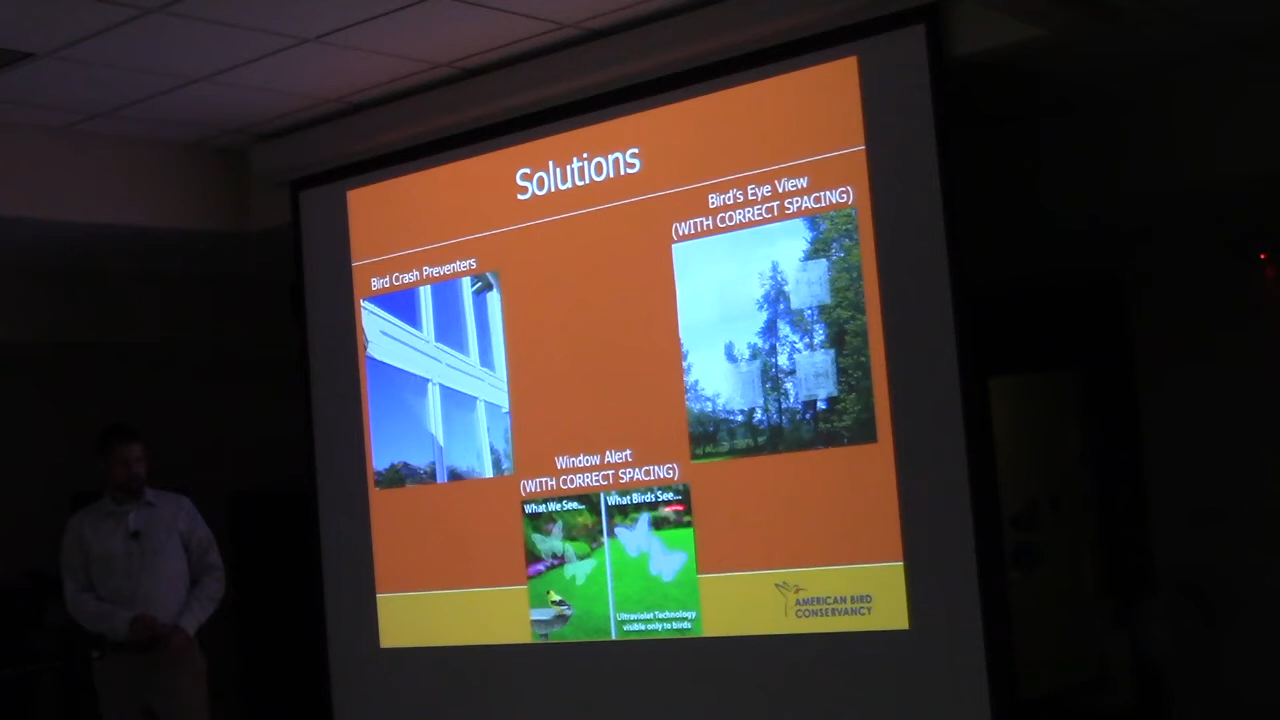 Solutions
Bird Crash Preventers
Bird's Eye View
(WITH CORRECT SPACING)
Window Alert
(WITH CORRECT SPACING)
What We See...
What Birds See...
Ultraviolet Technology
visible only to birds
AMERICAN BIRD
CONSERVANCY